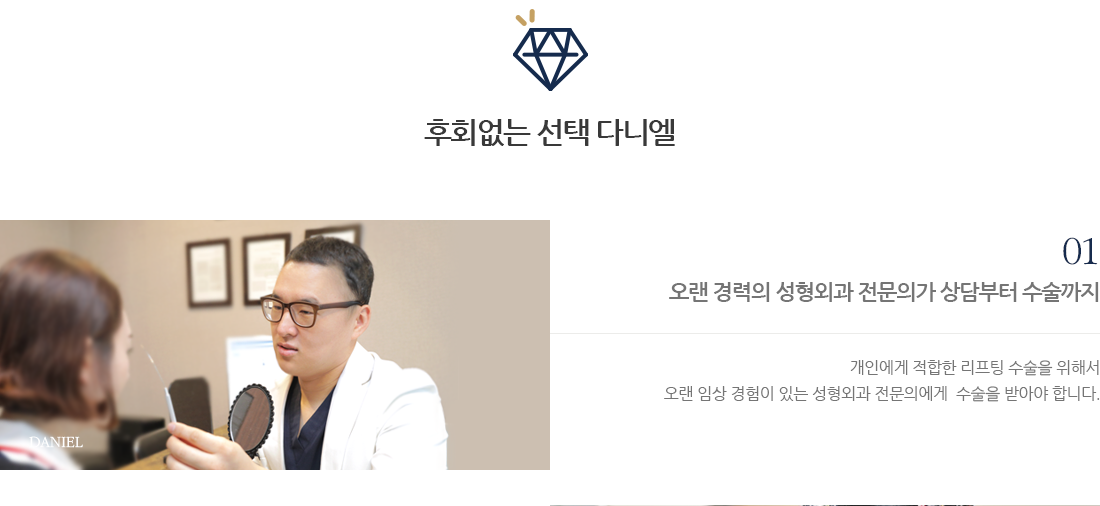 후회없는 선택 다니엘
01
오랜 경력의 성형외과 전문의가 상담부터 수술까지
개인에게 적합한 리프팅 수술을 위해서
오랜 임상 경험이 있는 성형외과 전문의에게 수술을 받아야 합니다.
DANIEL